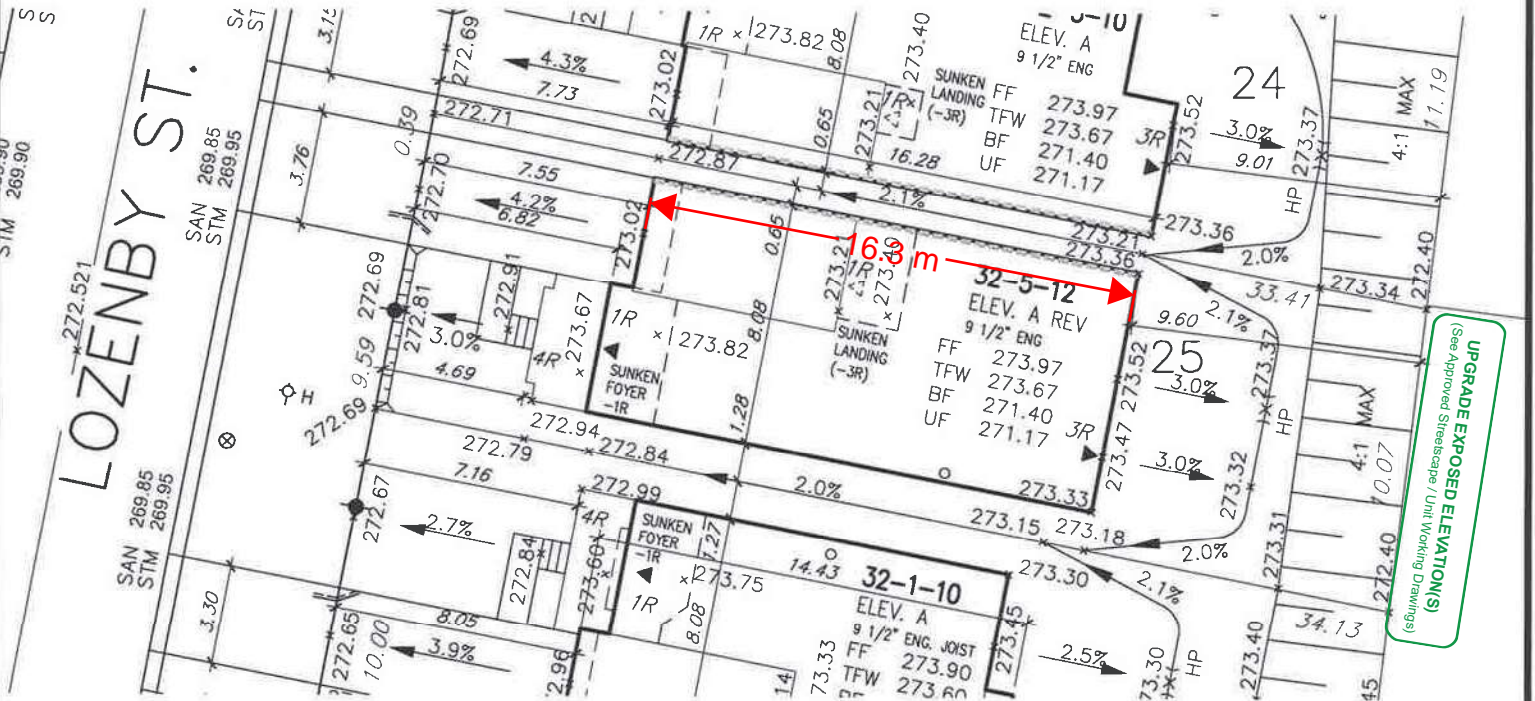 LOZENBY ST.
SAN 269.85
STM 269.95
SAN 269.85
STM 269.95
STM 269.90
272.521
3.15
3.76
3.30
H
272.69
4.3%
7.73
273.02
1R
273.82
8.08
273.40
32-5-10
ELEV. A
9 1/2" ENG
SUNKEN
LANDING
(-3R)
1R
273.21
0.65
16.28
FF 273.97
TFW 273.67
BF 271.40
UF 271.17
3R
273.52
24
3.0%
9.01
273.37
HP
4:1 MAX
11.19
0.39
272.71
272.87
272.70
7.55
4.2%
6.82
273.02
2.1%
273.21
273.36
273.36
2.0%
33.41
273.34
272.40
16.3 m
0.65
273.21
1R
273.40
32-5-12
ELEV. A REV
9 1/2" ENG
SUNKEN
LANDING
(-3R)
FF 273.97
TFW 273.67
BF 271.40
UF 271.17
3R
273.52
273.47
9.60
2.1%
25
3.0%
3.0%
273.37
HP
273.32
4:1 MAX
10.07
272.69
272.81
272.91
3.0%
4R
273.67
1R
273.82
8.08
SUNKEN
FOYER
-1R
9.59
4.69
272.69
272.94
272.79
272.84
1.28
7.16
272.99
2.0%
273.33
273.15
273.18
2.0%
273.31
272.40
272.67
2.7%
272.84
4R
273.60
SUNKEN
FOYER
-1R
1R
1.27
273.75
8.08
14.43
32-1-10
ELEV. A
9 1/2" ENG. JOIST
FF 273.90
TFW 273.60
273.30
273.45
2.1%
2.5%
273.30
HP
273.40
34.13
272.65
10.00
8.05
3.9%
2.96
73.33
14
45
UPGRADE EXPOSED ELEVATION(S)
(See Approved Streetscape / Unit Working Drawings)